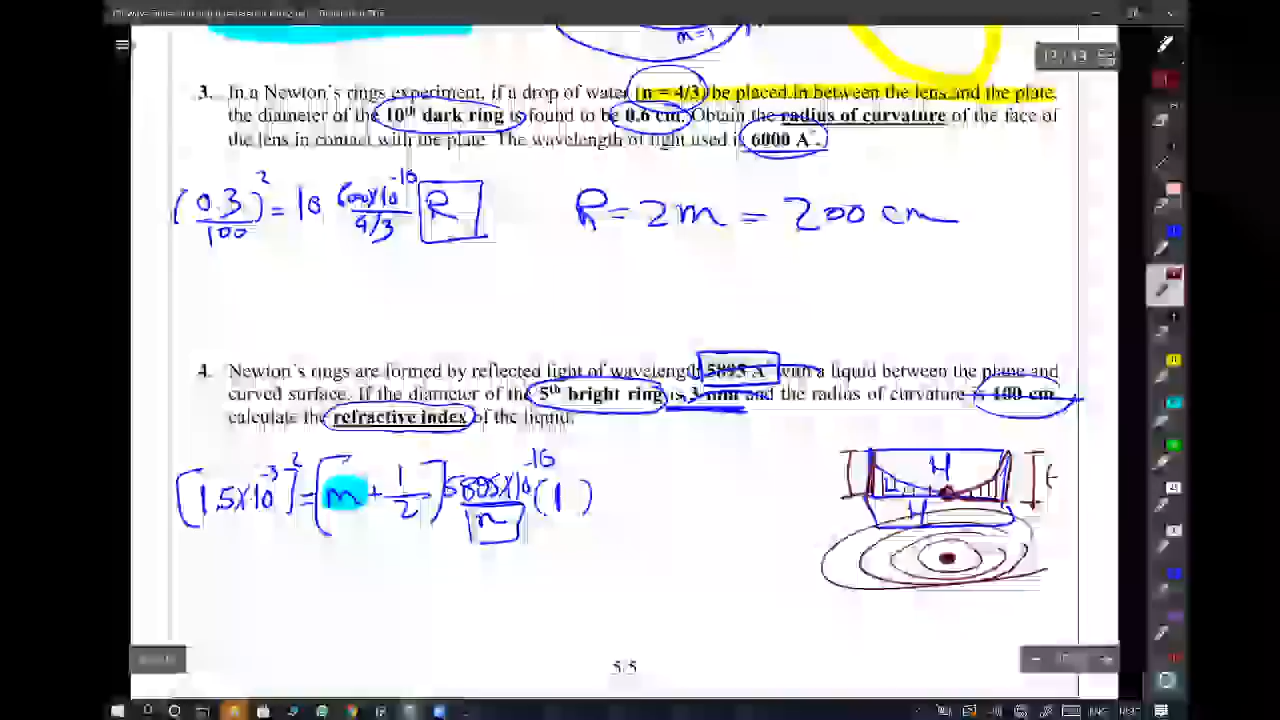 m=1
3. In a Newton's rings experiment, if a drop of water (n = 4/3) be placed in between the lens and the plate,
the diameter of the 10th dark ring is found to be 0.6 cm. Obtain the radius of curvature of the face of
the lens in contact with the plate. The wavelength of light used is 6000 A°.
(0.3/100)² = 10 R
R = 2m = 200 cm
4. Newton's rings are formed by reflected light of wavelength 5895 A° with a liquid between the plane and
curved surface. If the diameter of the 5th bright ring is 3 mm and the radius of curvature is 100 cm,
calculate the refractive index of the liquid.
(1.5×10⁻³)² = (m + 1/2) 5895×10⁻¹⁰/n (1)
H
H
5/5